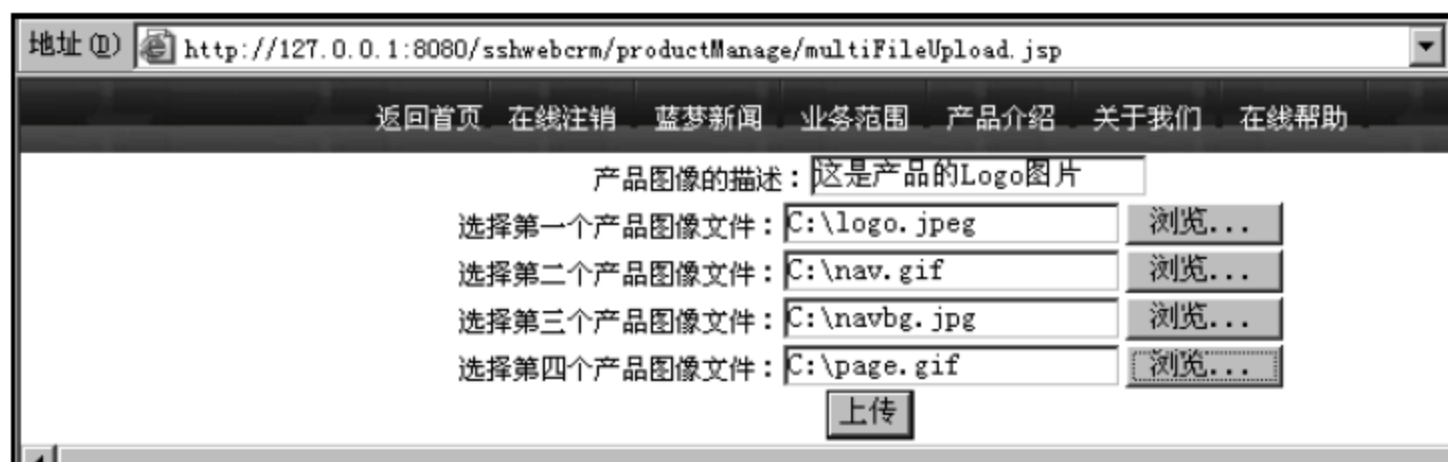 地址(D) http://127.0.0.1:8080/sshwebcrm/productManage/multiFileUpload.jsp
返回首页 在线注销 蓝梦新闻 业务范围 产品介绍 关于我们 在线帮助
产品图像的描述：这是产品的Logo图片
选择第一个产品图像文件：C:\logo.jpeg 浏览...
选择第二个产品图像文件：C:\nav.gif 浏览...
选择第三个产品图像文件：C:\navbg.jpg 浏览...
选择第四个产品图像文件：C:\page.gif 浏览...
上传